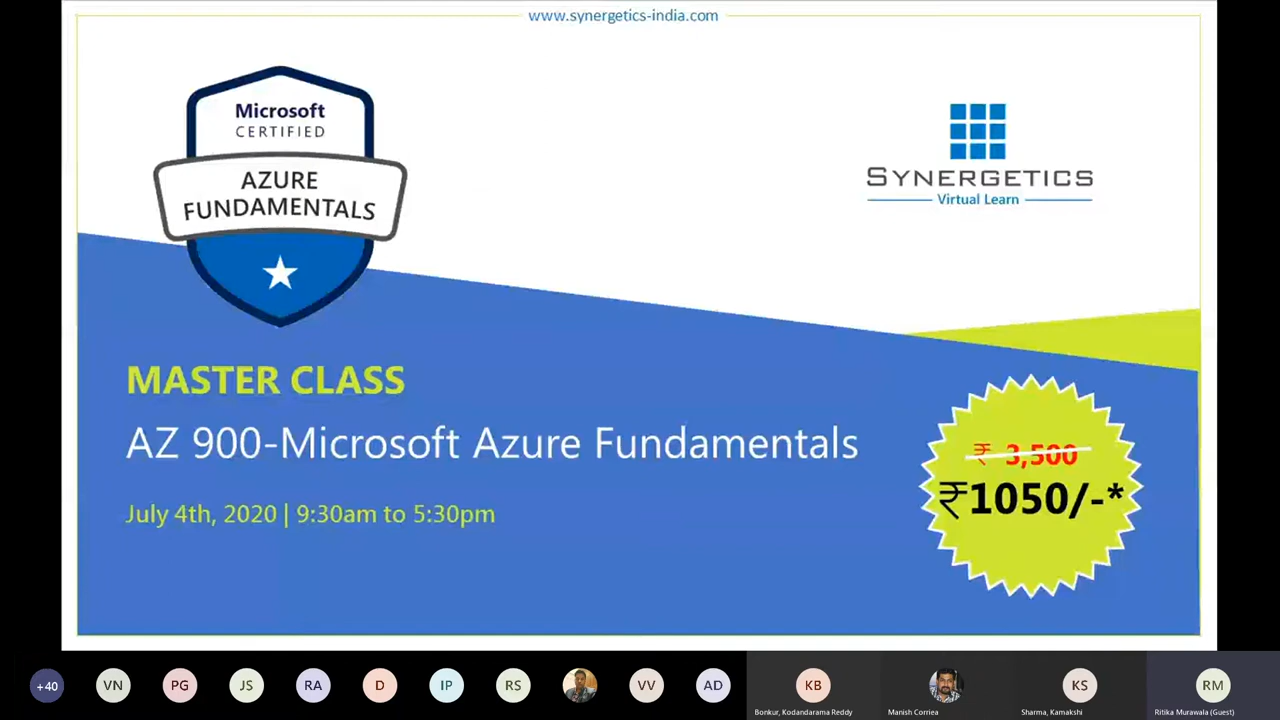 www.synergetics-india.com
Microsoft
CERTIFIED
AZURE
FUNDAMENTALS
SYNERGETICS
Virtual Learn
MASTER CLASS
AZ 900-Microsoft Azure Fundamentals
July 4th, 2020 | 9:30am to 5:30pm
₹ 3,500
₹1050/-*
+40
VN
PG
JS
RA
D
IP
RS
VV
AD
KB
KS
RM
Bonkur, Kodandarama Reddy
Manish Corriea
Sharma, Kamakshi
Ritika Murawala (Guest)